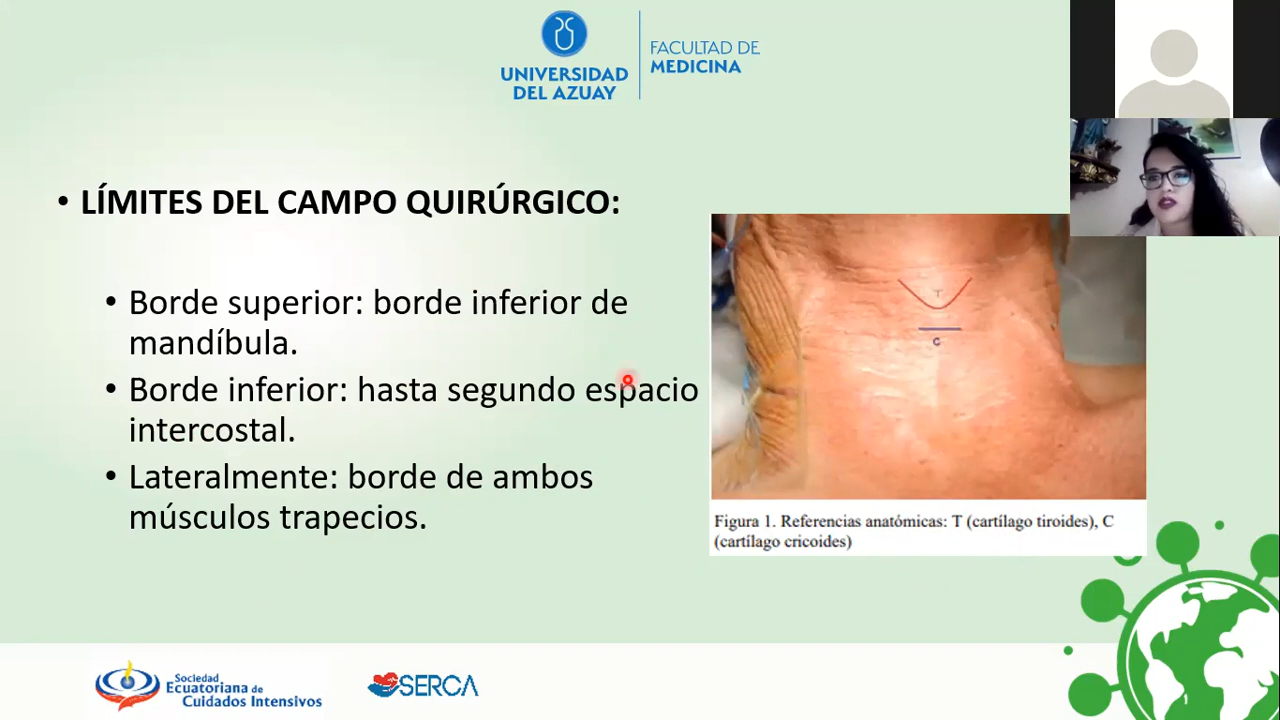 UNIVERSIDAD
DEL AZUAY
FACULTAD DE
MEDICINA
• LÍMITES DEL CAMPO QUIRÚRGICO:
• Borde superior: borde inferior de
mandíbula.
• Borde inferior: hasta segundo espacio
intercostal.
• Lateralmente: borde de ambos
músculos trapecios.
T
C
Figura 1. Referencias anatómicas: T (cartílago tiroides), C
(cartílago cricoides)
Sociedad
Ecuatoriana de
Cuidados Intensivos
SERCA